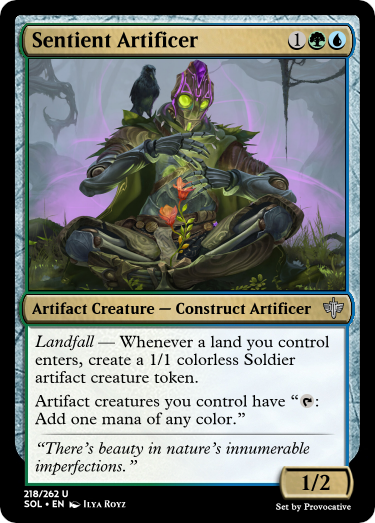 Sentient Artificer 1
Artifact Creature — Construct Artificer
Landfall — Whenever a land you control
enters, create a 1/1 colorless Soldier
artifact creature token.
Artifact creatures you control have “ :
Add one mana of any color.”
“There's beauty in nature's innumerable
imperfections.”
1/2
218/262 U
SOL • EN Ilya Royz
Set by Provocative